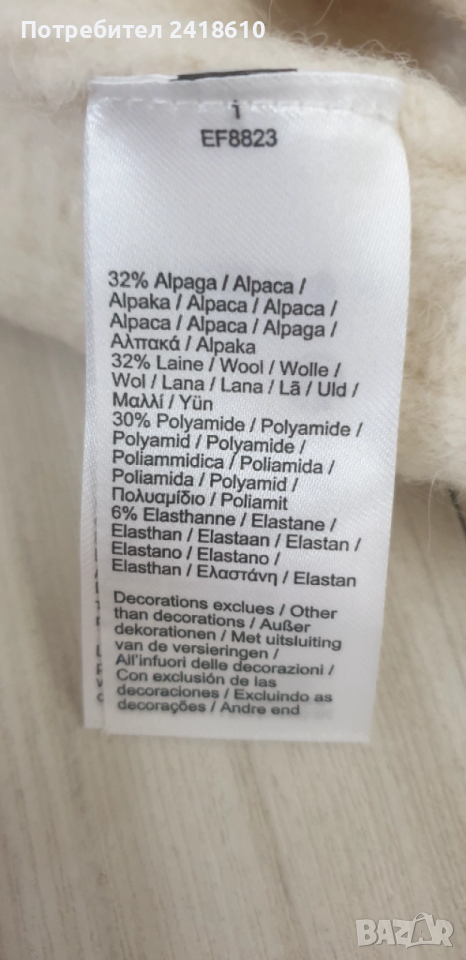 Потребител 2418610
1
EF8823
32% Alpaga / Alpaca /
Alpaka / Alpaca / Alpaca /
Alpaca / Alpaca / Alpaga /
Αλπακά / Alpaka
32% Laine / Wool / Wolle /
Wol / Lana / Lana / Lã / Uld /
Μαλλί / Yün
30% Polyamide / Polyamide /
Polyamid / Polyamide /
Poliammidica / Poliamida /
Poliamida / Polyamid /
Πολυαμίδιο / Poliamit
6% Elasthanne / Elastane /
Elasthan / Elastaan / Elastan /
Elastano / Elastano /
Elasthan / Ελαστάνη / Elastan
Decorations exclues / Other
than decorations / Außer
dekorationen / Met uitsluiting
van de versieringen /
All'infuori delle decorazioni /
Con exclusión de las
decoraciones / Excluindo as
decorações / Andre end
BAZAR